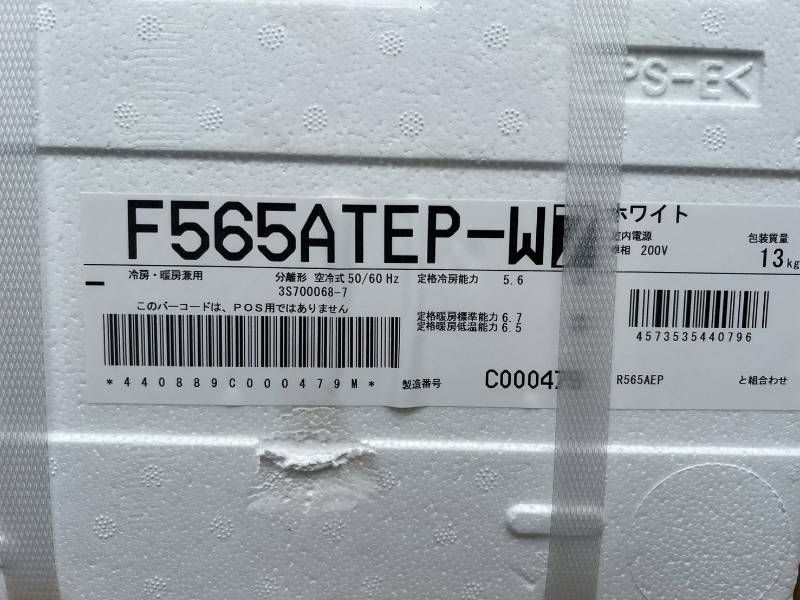 PS-E<
F565ATEP-W
ホワイト
室内電源
単相 200V
包装質量
13kg
冷房・暖房兼用
分離形 空冷式 50/60 Hz
3S700068-7
定格冷房能力 5.6
このバーコードは、POS用ではありません
定格暖房標準能力 6.7
定格暖房低温能力 6.5
*440889C000479M*
製造番号
C00047
4573535440796
R565AEP
と組合わせ